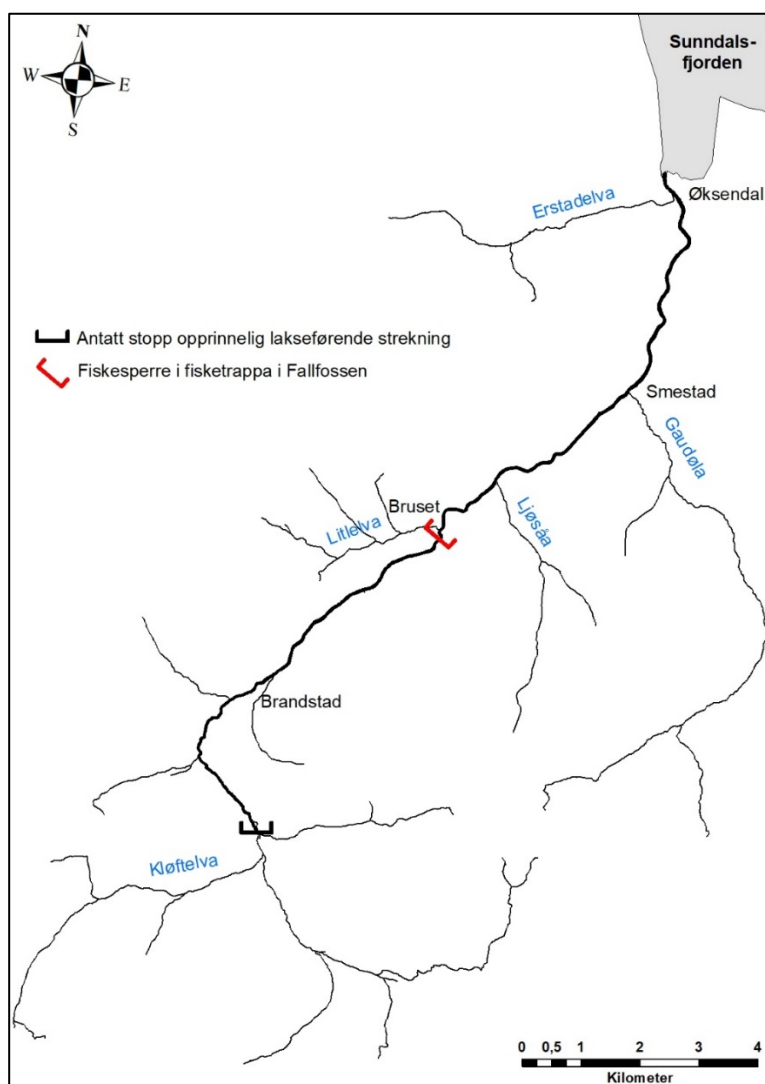 N
W
E
S
Sunndals-
fjorden
Øksendal
Erstadelva
Antatt stopp opprinnelig lakseførende strekning
Fiskesperre i fisketrappa i Fallfossen
Smestad
Gaudøla
Ljøsåa
Bruset
Litlelva
Brandstad
Kløftelva
0 0,5 1 2 3 4
Kilometer